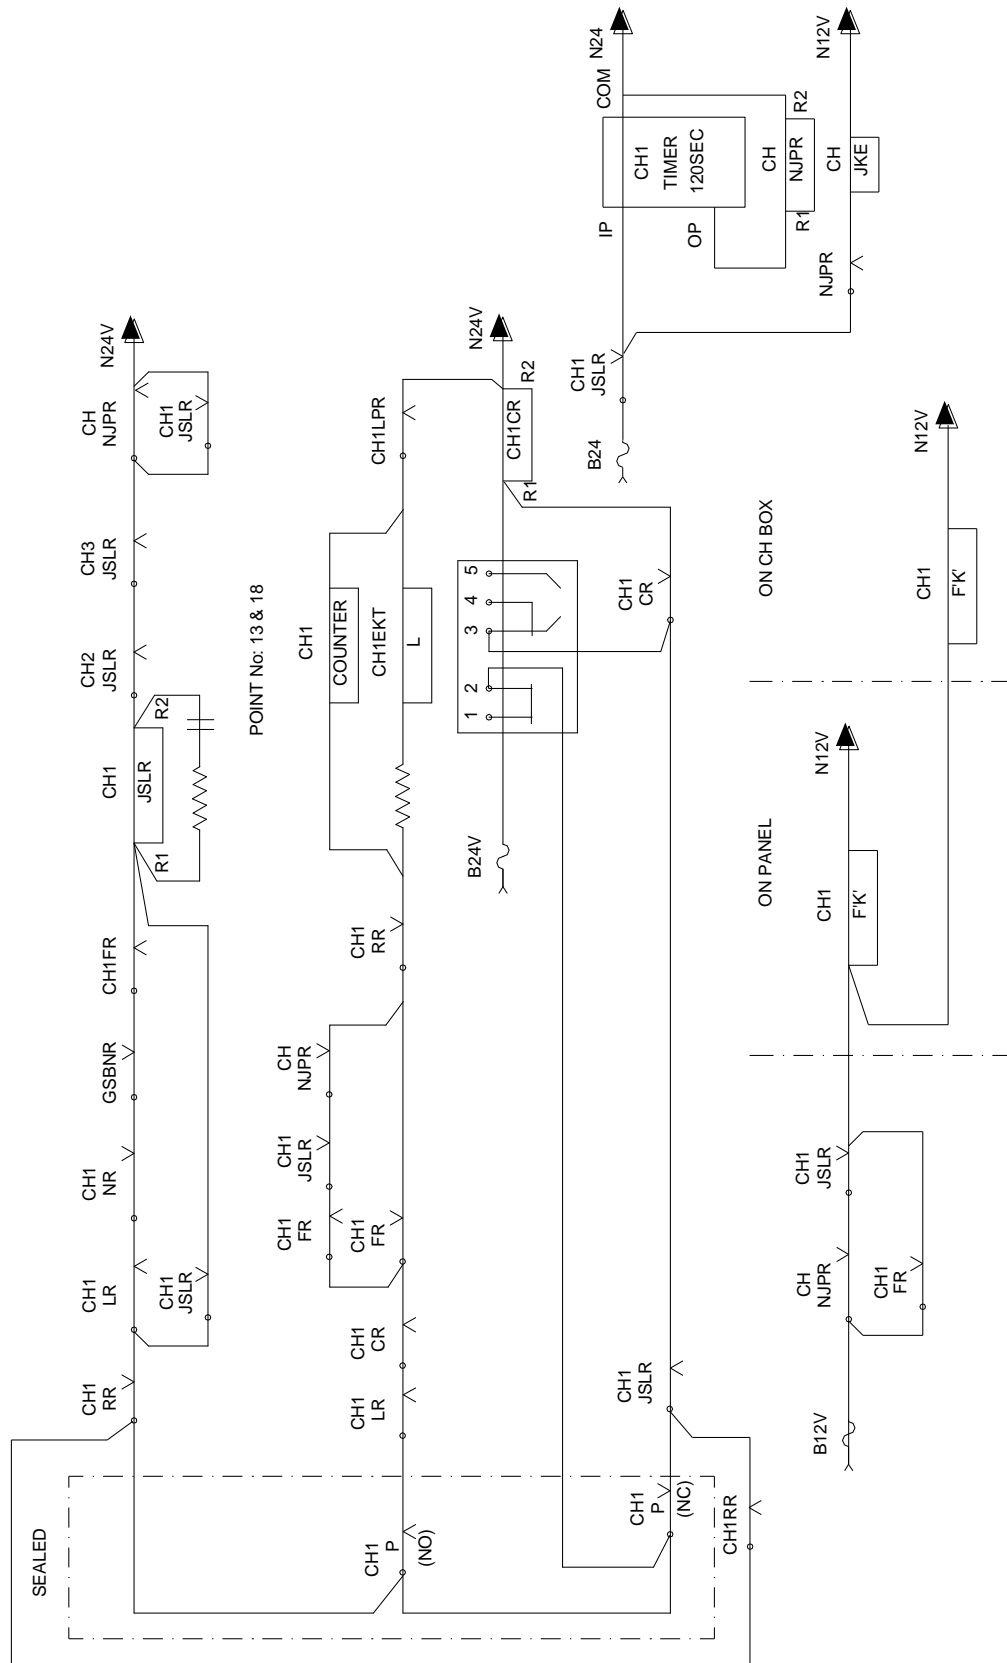 SEALED
CH1
RR
CH1
LR
CH1
NR
GSBNR
CH1FR
CH1
JSLR
R1
R2
CH2
JSLR
CH3
JSLR
CH
NJPR
N24V
CH1
JSLR
CH1
JSLR
POINT No: 13 & 18
CH1
P
(NO)
CH1
LR
CH1
CR
CH1
FR
CH1
JSLR
CH
NJPR
CH1
FR
CH1
RR
CH1
COUNTER
CH1EKT
L
CH1LPR
B24V
1 2 3 4 5
R1
CH1CR
R2
N24V
CH1
P
(NC)
CH1
JSLR
CH1
CR
CH1RR
B24
CH1
JSLR
IP
CH1
TIMER
120SEC
COM
N24
OP
R1
CH
NJPR
R2
NJPR
CH
JKE
N12V
ON PANEL
ON CH BOX
B12V
CH
NJPR
CH1
JSLR
CH1
FR
CH1
F'K'
N12V
CH1
F'K'
N12V